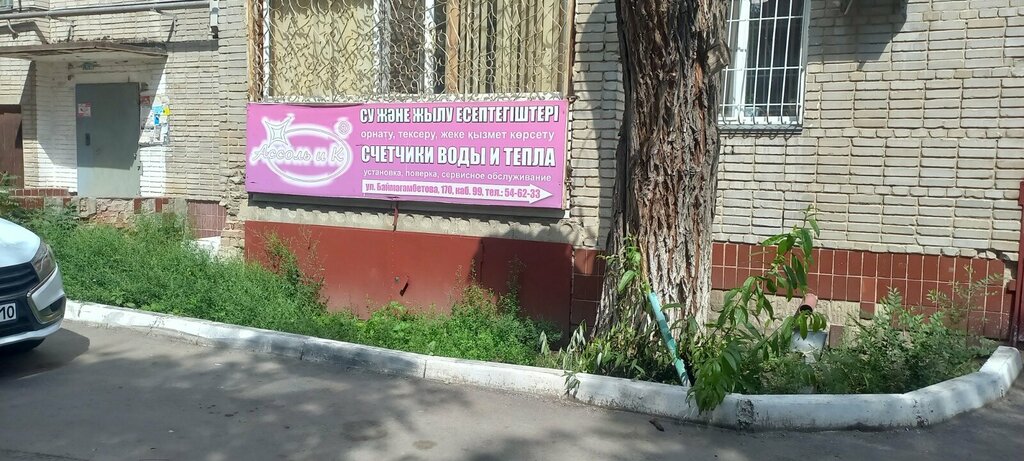 СУ ЖӘНЕ ЖЫЛУ ЕСЕПТЕГІШТЕРІ
орнату, тексеру, жеке қызмет көрсету
Ассоль и К
СЧЕТЧИКИ ВОДЫ И ТЕПЛА
установка, поверка, сервисное обслуживание
ул. Баймагамбетова, 170, каб. 99, тел.: 54-62-33
10